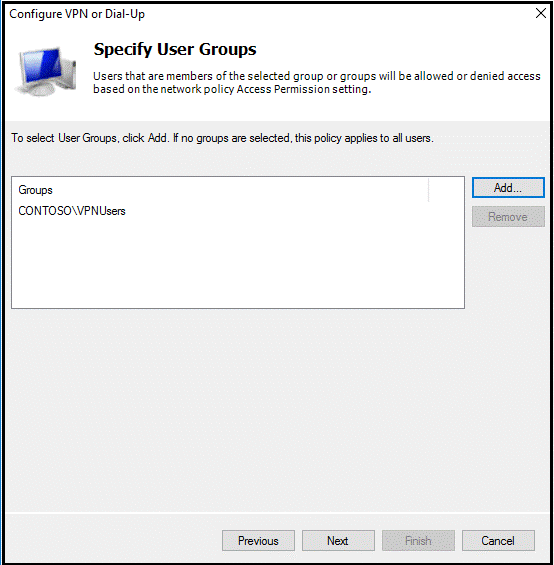 Configure VPN or Dial-Up
Specify User Groups
Users that are members of the selected group or groups will be allowed or denied access
based on the network policy Access Permission setting.
To select User Groups, click Add. If no groups are selected, this policy applies to all users.
Groups
CONTOSO\VPNUsers
Add...
Remove
Previous
Next
Finish
Cancel